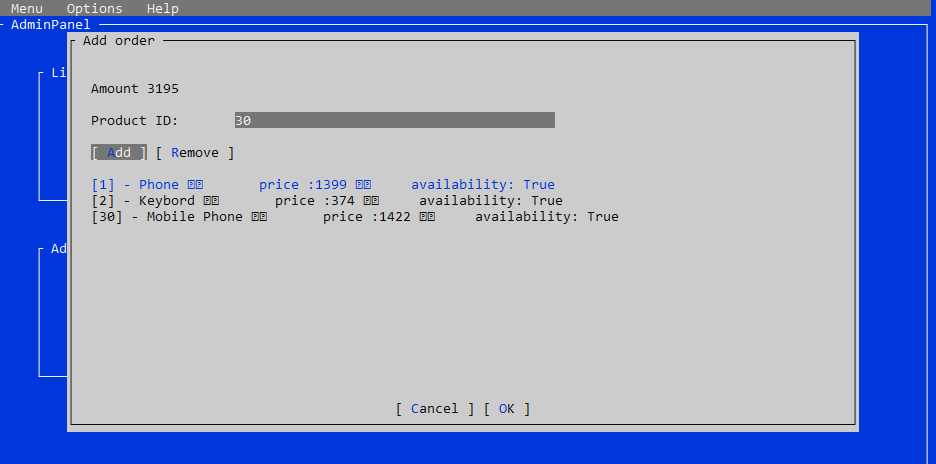 Menu Options Help
AdminPanel
Add order
Li
Amount 3195
Product ID: 30
[ Add ] [ Remove ]
[1] - Phone price :1399 availability: True
[2] - Keybord price :374 availability: True
[30] - Mobile Phone price :1422 availability: True
Ad
[ Cancel ] [ OK ]